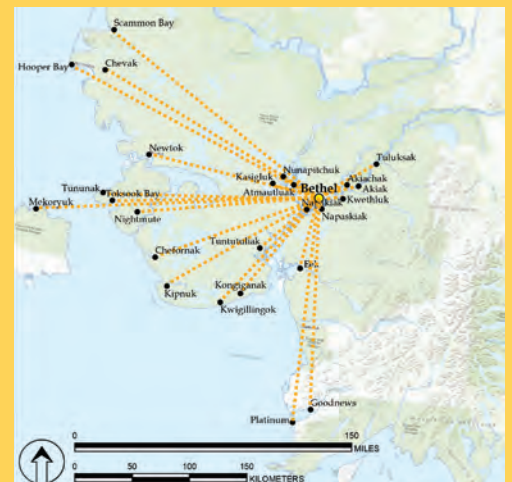 Scammon Bay
Hooper Bay
Chevak
Newtok
Nunapitchuk
Tuluksak
Kasigluk
Akiachak
Bethel
Akiak
Tununak
Atmautluak
Toksook Bay
Kwethluk
Mekoryuk
Napakiak
Nightmute
Napaskiak
Tuntutuliak
Chefornak
Eek
Kongiganak
Kipnuk
Kwigillingok
Goodnews
Platinum
0
150
MILES
0
50
100
150
KILOMETERS